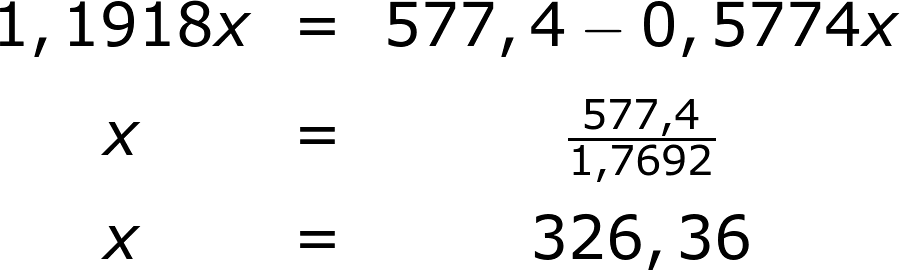 1,1918x = 577,4 – 0,5774x
x = 577,4/1,7692
x = 326,36